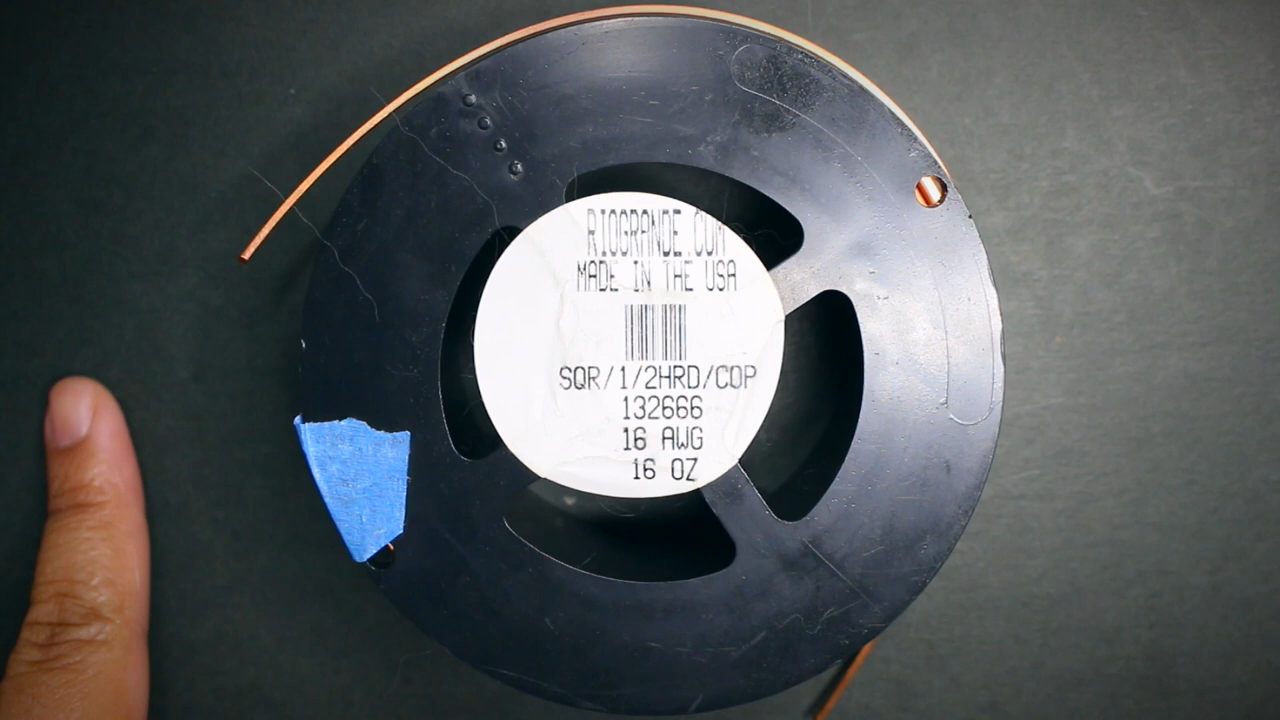 RIOGRANDE.COM
MADE IN THE USA
SQR/1/2HRD/COP
132666
16 AWG
16 OZ